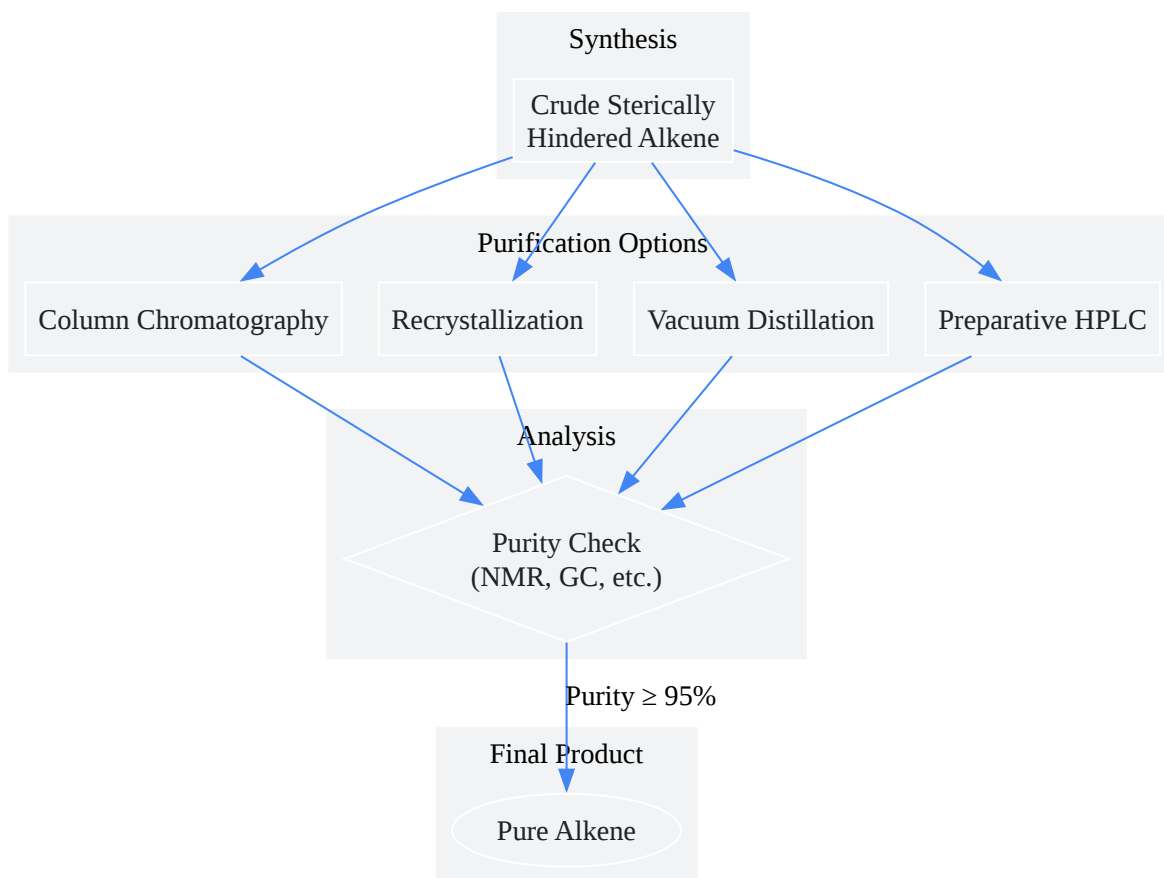 Synthesis
Crude Sterically
Hindered Alkene
Purification Options
Column Chromatography
Recrystallization
Vacuum Distillation
Preparative HPLC
Analysis
Purity Check
(NMR, GC, etc.)
Purity ≥ 95%
Final Product
Pure Alkene